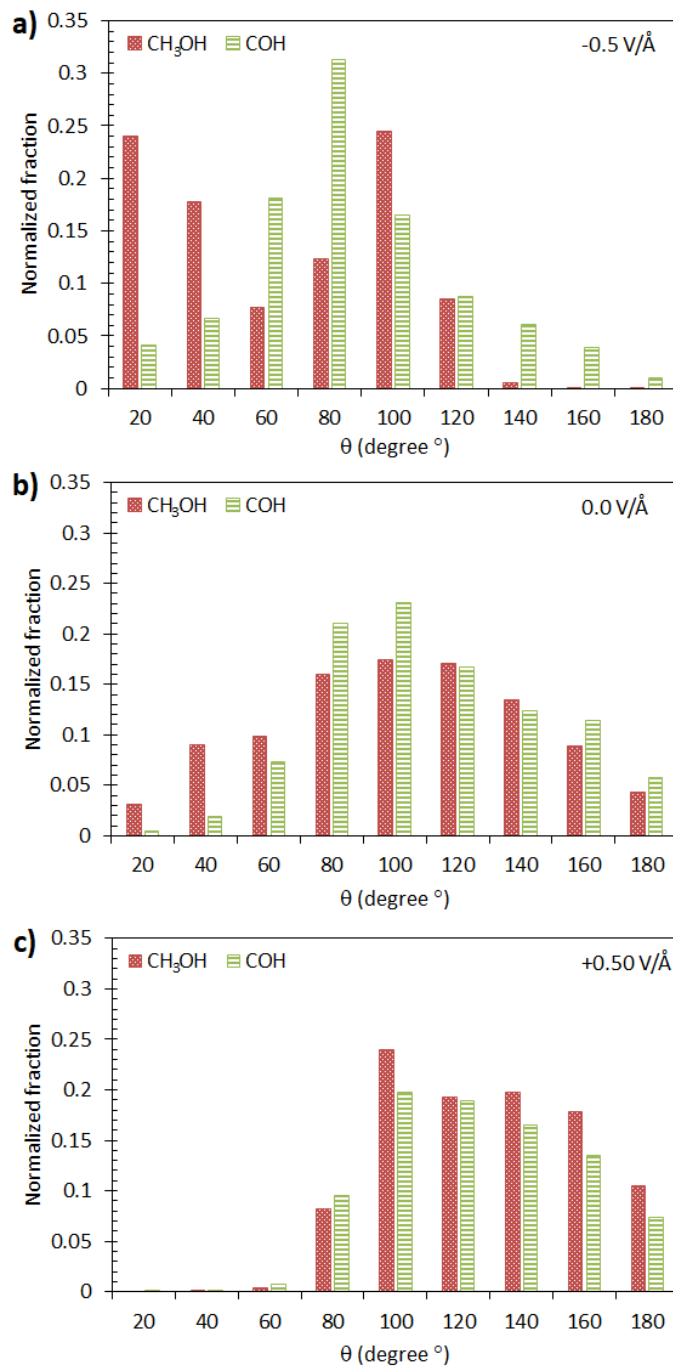 a)
CH₃OH COH -0.5 V/Å
Normalized fraction
0.35
0.3
0.25
0.2
0.15
0.1
0.05
0
20 40 60 80 100 120 140 160 180
θ (degree °)
b)
CH₃OH COH 0.0 V/Å
Normalized fraction
0.35
0.3
0.25
0.2
0.15
0.1
0.05
0
20 40 60 80 100 120 140 160 180
θ (degree °)
c)
CH₃OH COH +0.50 V/Å
Normalized fraction
0.35
0.3
0.25
0.2
0.15
0.1
0.05
0
20 40 60 80 100 120 140 160 180
θ (degree °)